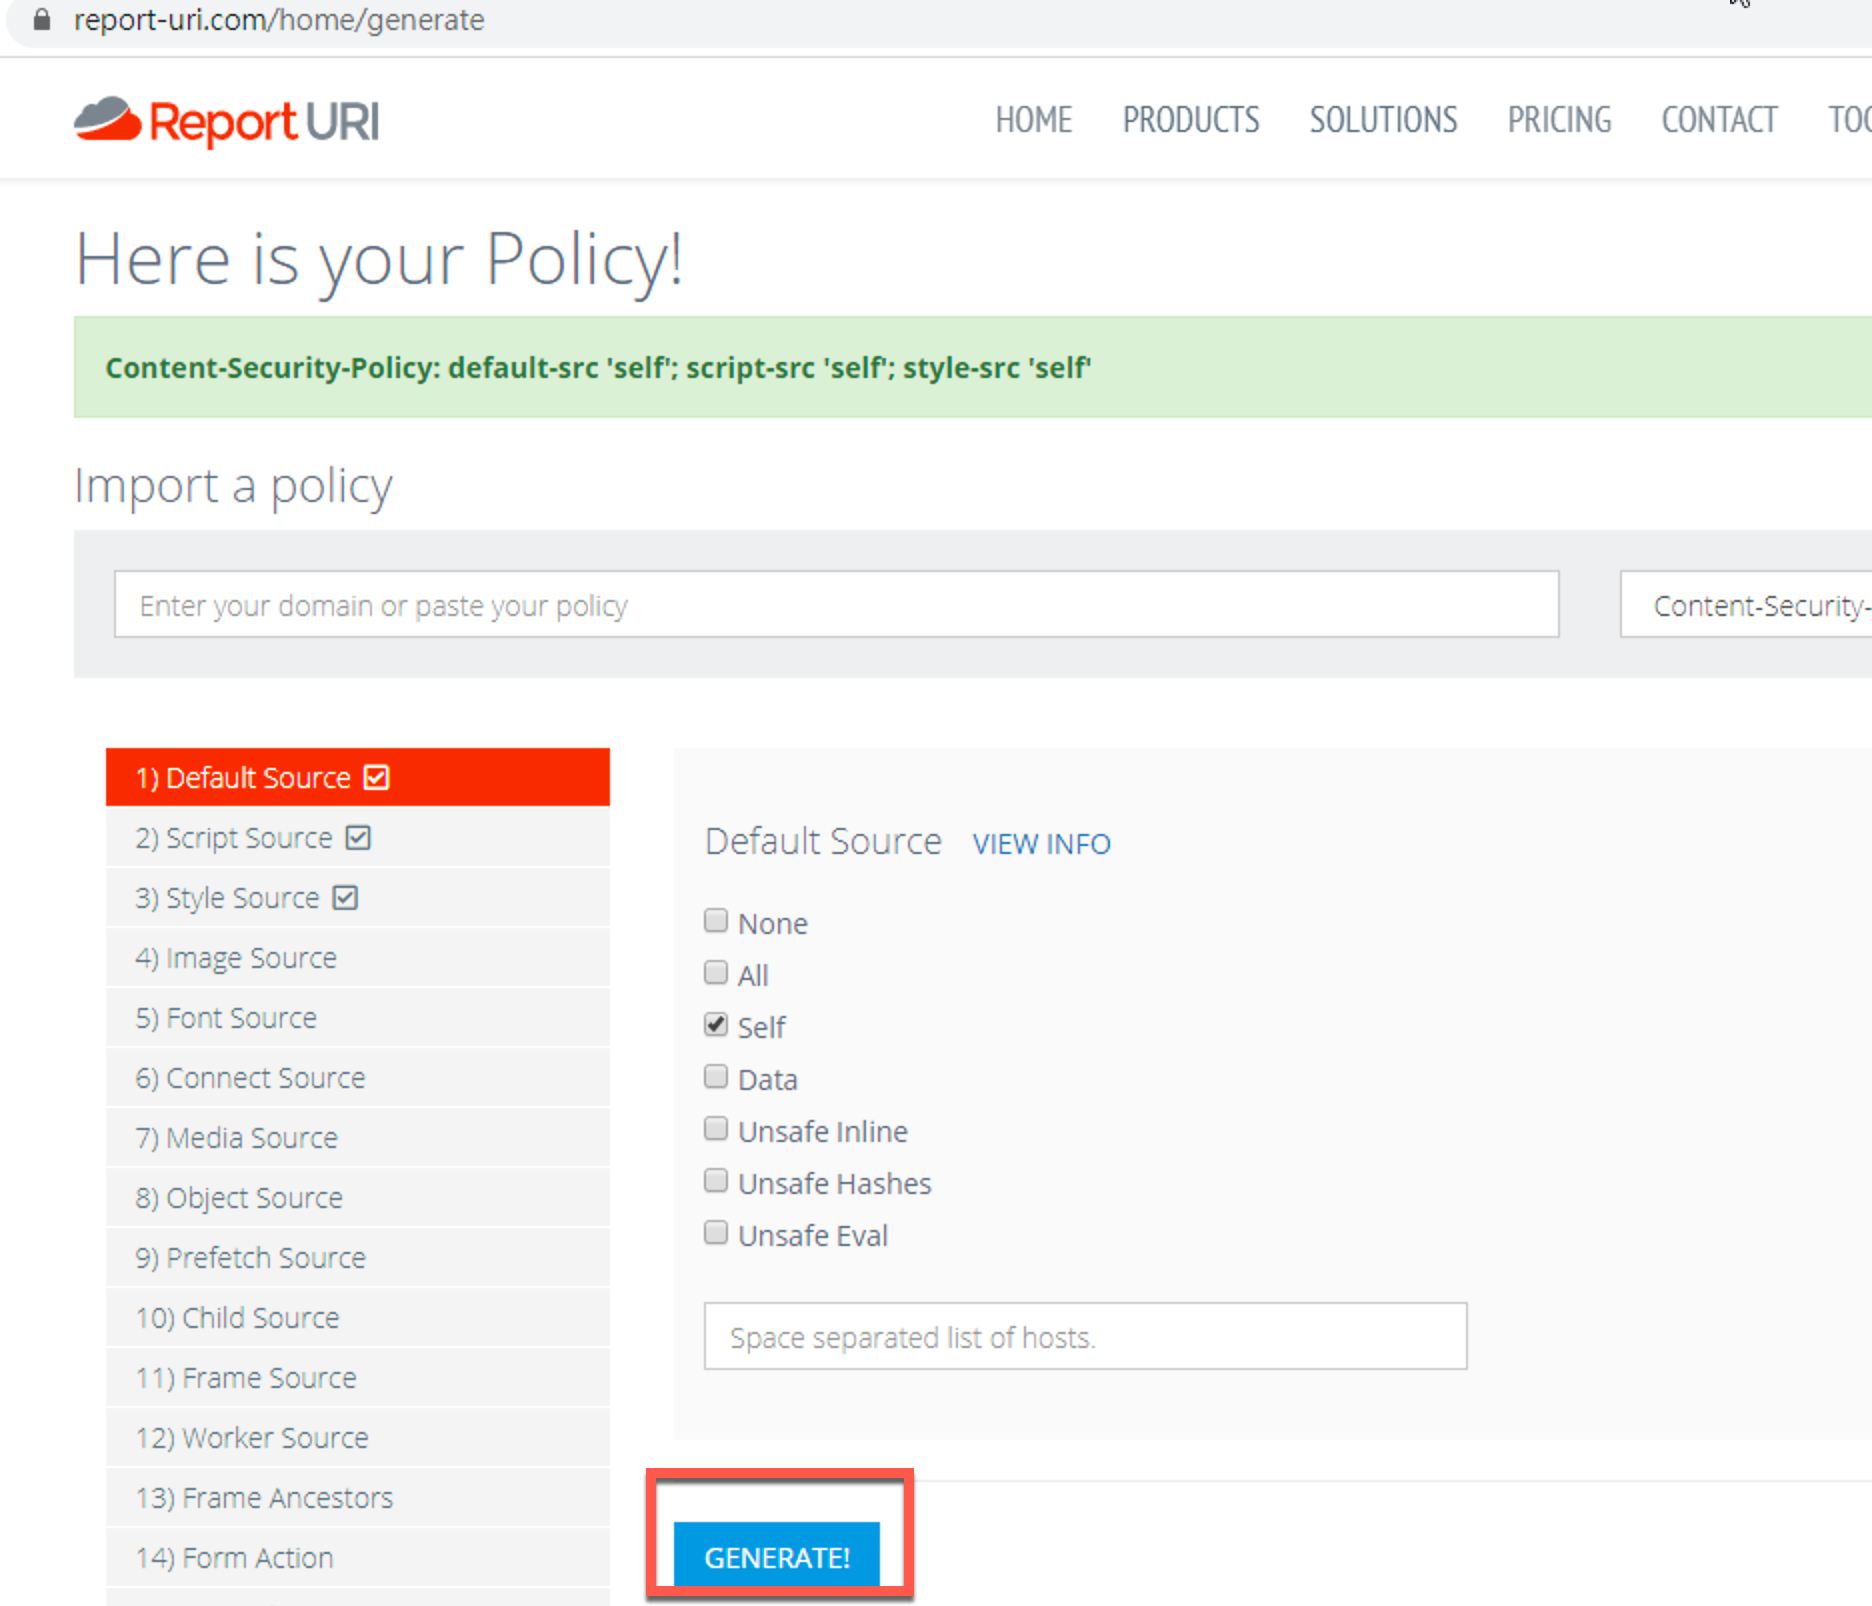 report-uri.com/home/generate
Report URI
HOME PRODUCTS SOLUTIONS PRICING CONTACT
Here is your Policy!
Content-Security-Policy: default-src 'self'; script-src 'self'; style-src 'self'
Import a policy
Enter your domain or paste your policy
Content-Security-
1) Default Source
2) Script Source
3) Style Source
4) Image Source
5) Font Source
6) Connect Source
7) Media Source
8) Object Source
9) Prefetch Source
10) Child Source
11) Frame Source
12) Worker Source
13) Frame Ancestors
14) Form Action
Default Source VIEW INFO
None
All
Self
Data
Unsafe Inline
Unsafe Hashes
Unsafe Eval
Space separated list of hosts.
GENERATE!